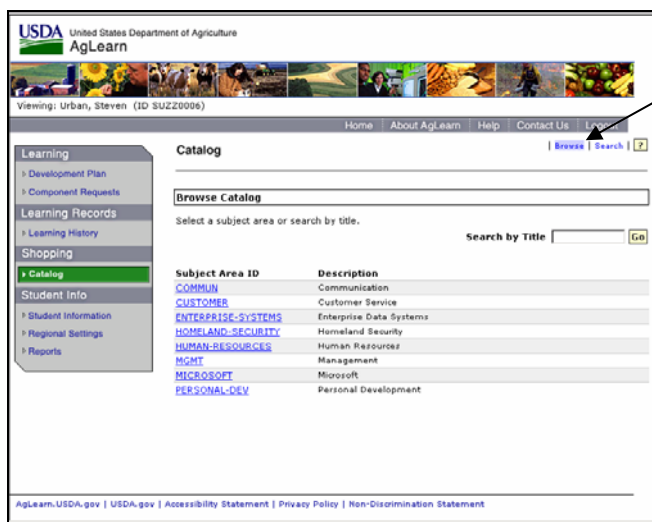 USDA United States Department of Agriculture
AgLearn
Viewing: Urban, Steven (ID SUZZ0006)
Home | About AgLearn | Help | Contact Us | Logout
Learning
Development Plan
Component Requests
Learning Records
Learning History
Shopping
Catalog
Student Info
Student Information
Regional Settings
Reports
Catalog
| Browse | Search | ?
Browse Catalog
Select a subject area or search by title.
Search by Title Go
Subject Area ID Description
COMMUN Communication
CUSTOMER Customer Service
ENTERPRISE-SYSTEMS Enterprise Data Systems
HOMELAND-SECURITY Homeland Security
HUMAN-RESOURCES Human Resources
MGMT Management
MICROSOFT Microsoft
PERSONAL-DEV Personal Development
AgLearn.USDA.gov | USDA.gov | Accessibility Statement | Privacy Policy | Non-Discrimination Statement